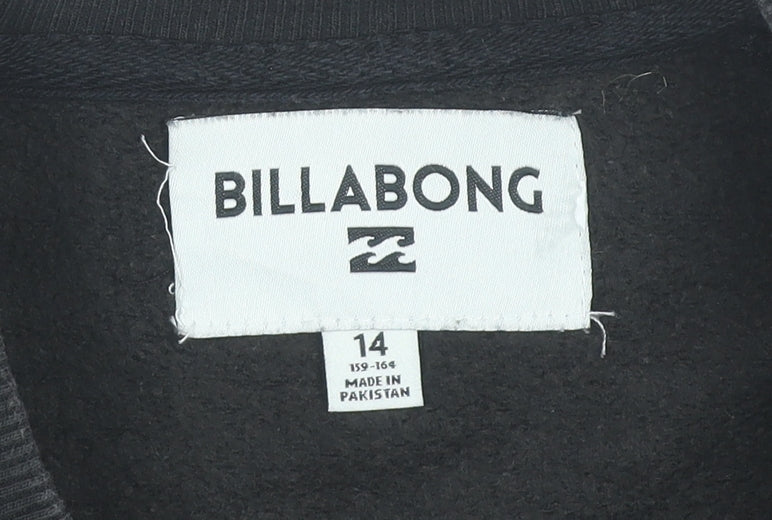 BILLABONG
14
159-164
MADE IN
PAKISTAN